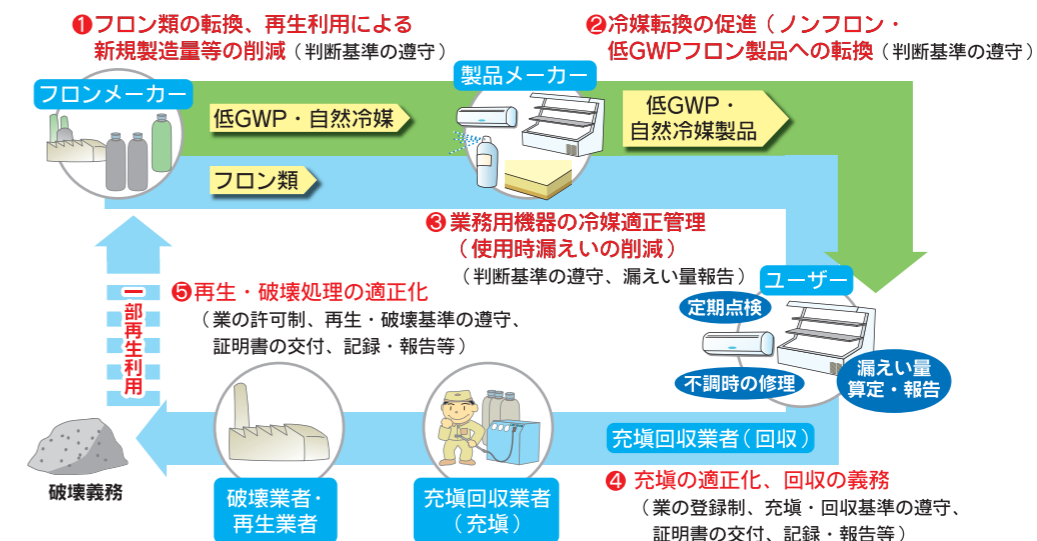 ❶フロン類の転換、再生利用による
新規製造量等の削減（判断基準の遵守）
❷冷媒転換の促進（ノンフロン・
低GWPフロン製品への転換（判断基準の遵守）
フロンメーカー
低GWP・自然冷媒
フロン類
製品メーカー
低GWP・
自然冷媒製品
❸業務用機器の冷媒適正管理
（使用時漏えいの削減）
（判断基準の遵守、漏えい量報告）
ユーザー
定期点検
不調時の修理
漏えい量
算定・報告
❺再生・破壊処理の適正化
（業の許可制、再生・破壊基準の遵守、
証明書の交付、記録・報告等）
一部再生利用
破壊義務
破壊業者・
再生業者
充塡回収業者
（充塡）
充塡回収業者（回収）
❹ 充塡の適正化、回収の義務
（業の登録制、充塡・回収基準の遵守、
証明書の交付、記録・報告等）